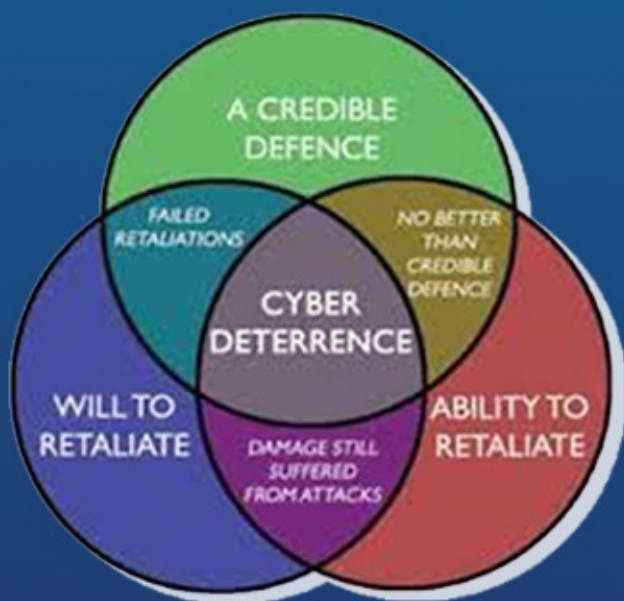 A CREDIBLE
DEFENCE
FAILED
RETALIATIONS
NO BETTER
THAN
CREDIBLE
DEFENCE
CYBER
DETERRENCE
WILL TO
RETALIATE
ABILITY TO
RETALIATE
DAMAGE STILL
SUFFERED
FROM ATTACKS